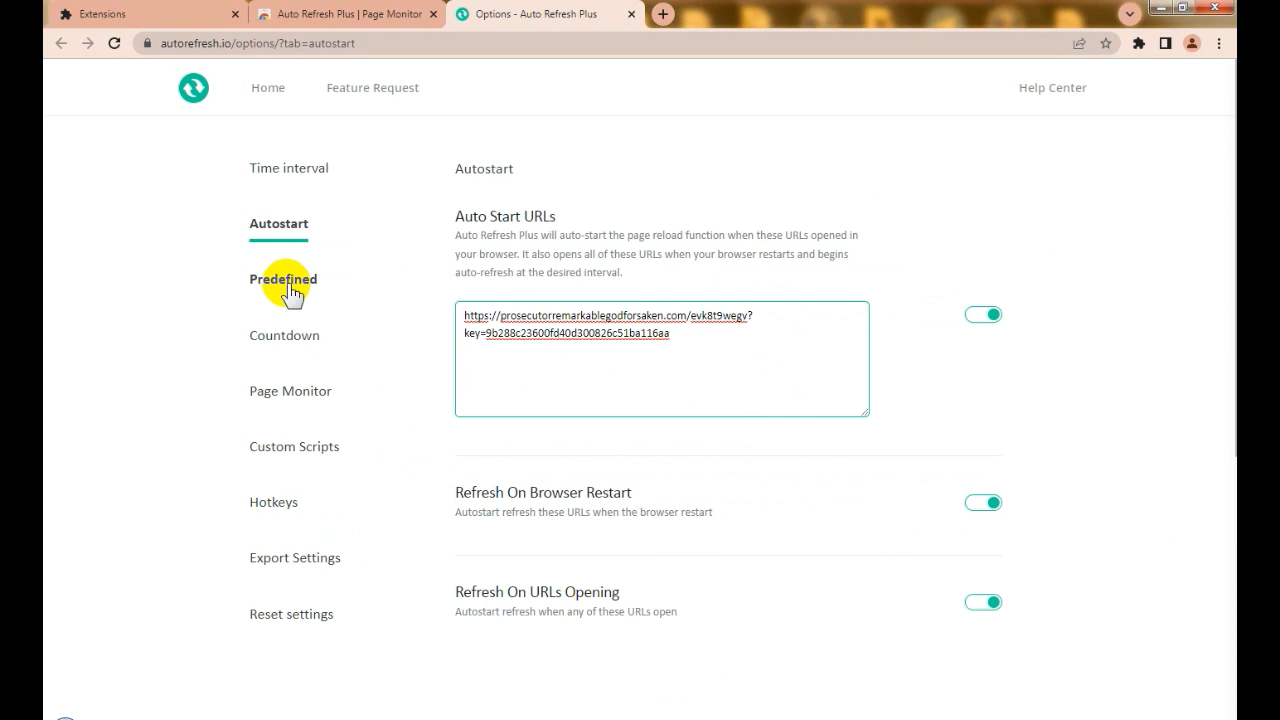 Extensions
Auto Refresh Plus | Page Monitor
Options - Auto Refresh Plus
autorefresh.io/options/?tab=autostart
Home
Feature Request
Help Center
Time interval
Autostart
Predefined
Countdown
Page Monitor
Custom Scripts
Hotkeys
Export Settings
Reset settings
Autostart
Auto Start URLs
Auto Refresh Plus will auto-start the page reload function when these URLs opened in
your browser. It also opens all of these URLs when your browser restarts and begins
auto-refresh at the desired interval.
https://prosecutorremarkablegodforsaken.com/evk8t9wegv?
key=9b288c23600fd40d300826c51ba116aa
Refresh On Browser Restart
Autostart refresh these URLs when the browser restart
Refresh On URLs Opening
Autostart refresh when any of these URLs open